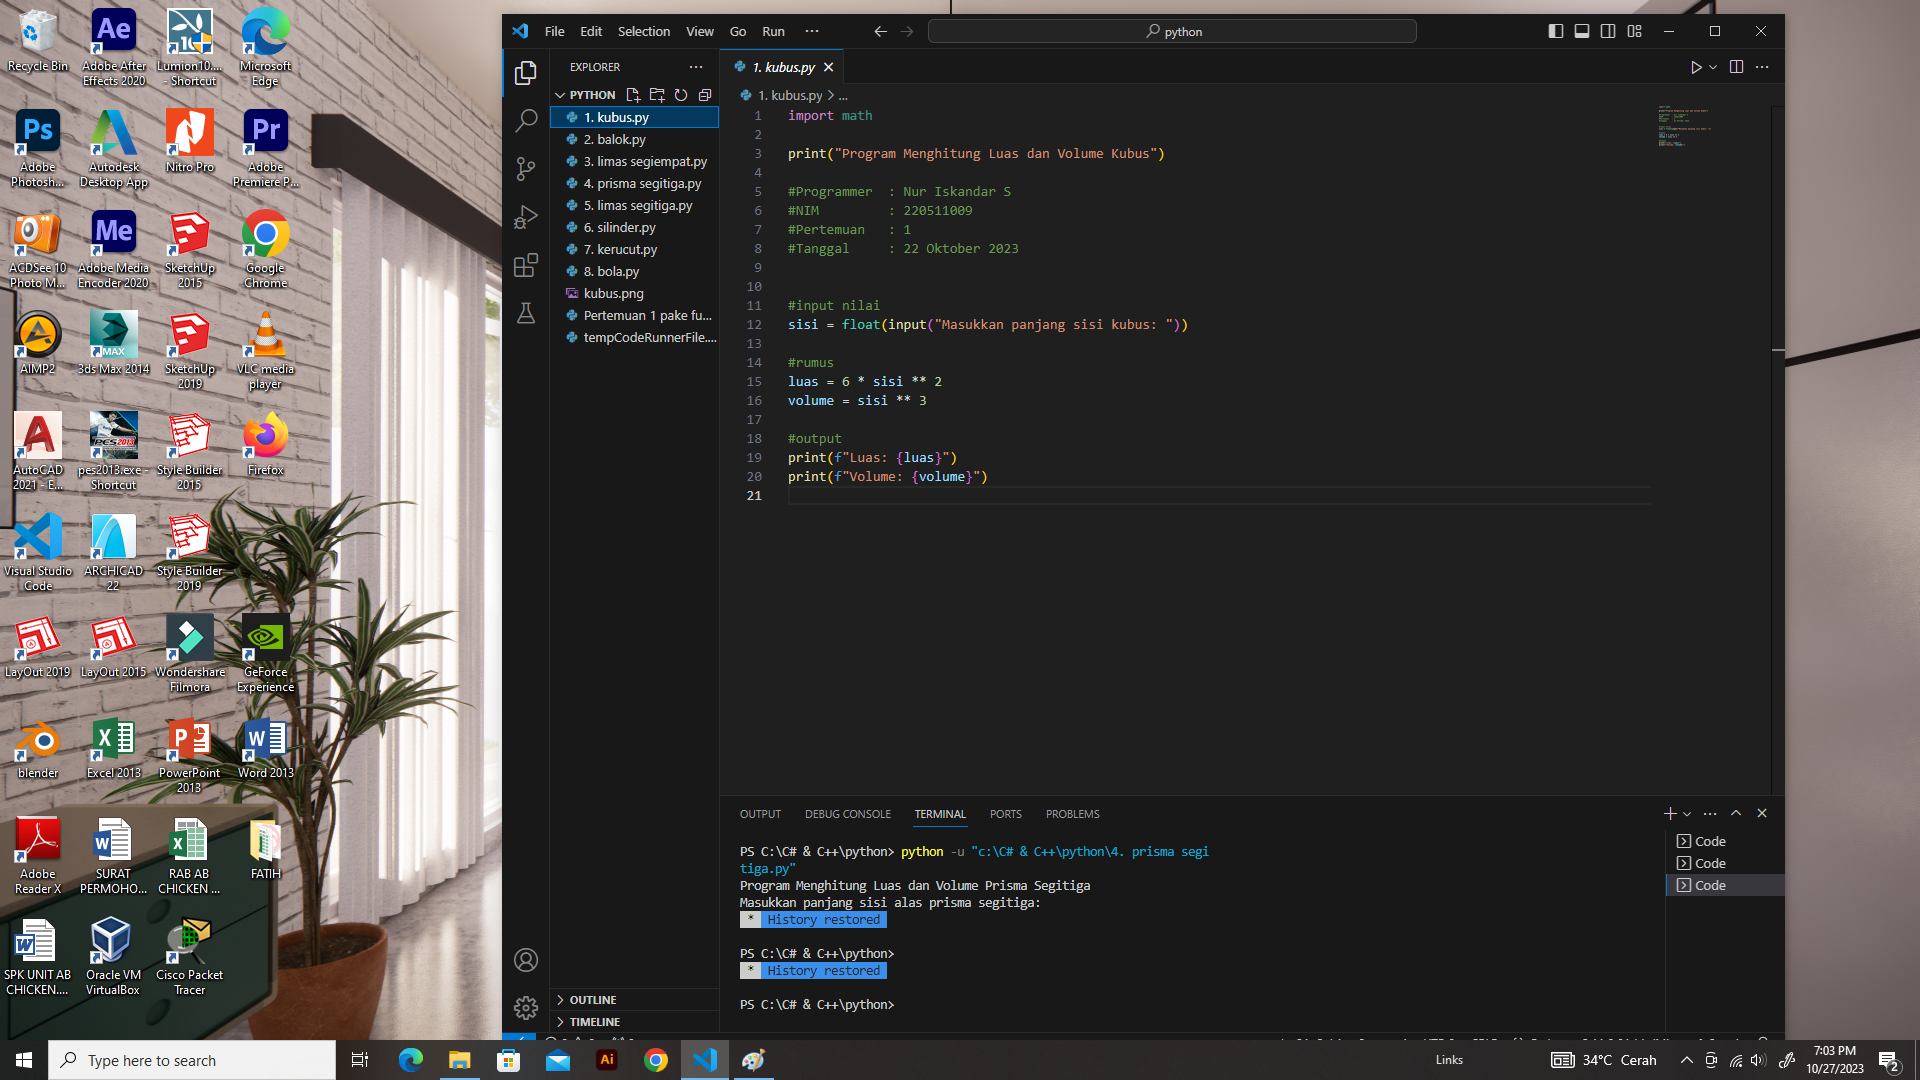 Recycle Bin
Adobe After
Effects 2020
Lumion10....
- Shortcut
Microsoft
Edge
Adobe
Photosh...
Autodesk
Desktop App
Nitro Pro
Adobe
Premiere P...
ACDSee 10
Photo M...
Adobe Media
Encoder 2020
SketchUp
2015
Google
Chrome
AIMP2
3ds Max 2014
SketchUp
2019
VLC media
player
AutoCAD
2021 - E...
pes2013.exe -
Shortcut
Style Builder
2015
Firefox
Visual Studio
Code
ARCHICAD
22
Style Builder
2019
LayOut 2019
LayOut 2015
Wondershare
Filmora
GeForce
Experience
blender
Excel 2013
PowerPoint
2013
Word 2013
Adobe
Reader X
SURAT
PERMOHO...
RAB AB
CHICKEN ...
FATIH
SPK UNIT AB
CHICKEN....
Oracle VM
VirtualBox
Cisco Packet
Tracer
File Edit Selection View Go Run ...
python
EXPLORER
PYTHON
1. kubus.py
2. balok.py
3. limas segiempat.py
4. prisma segitiga.py
5. limas segitiga.py
6. silinder.py
7. kerucut.py
8. bola.py
kubus.png
Pertemuan 1 pake fu...
tempCodeRunnerFile....
OUTLINE
TIMELINE
1. kubus.py
1. kubus.py > ...
1 import math
2
3 print("Program Menghitung Luas dan Volume Kubus")
4
5 #Programmer  : Nur Iskandar S
6 #NIM         : 220511009
7 #Pertemuan   : 1
8 #Tanggal     : 22 Oktober 2023
9
10
11 #input nilai
12 sisi = float(input("Masukkan panjang sisi kubus: "))
13
14 #rumus
15 luas = 6 * sisi ** 2
16 volume = sisi ** 3
17
18 #output
19 print(f"Luas: {luas}")
20 print(f"Volume: {volume}")
21
OUTPUT DEBUG CONSOLE TERMINAL PORTS PROBLEMS
PS C:\C# & C++\python> python -u "c:\C# & C++\python\4. prisma segi
tiga.py"
Program Menghitung Luas dan Volume Prisma Segitiga
Masukkan panjang sisi alas prisma segitiga:
* History restored
PS C:\C# & C++\python>
* History restored
PS C:\C# & C++\python>
Code
Code
Code
Type here to search
Links
34°C Cerah
7:03 PM
10/27/2023
2